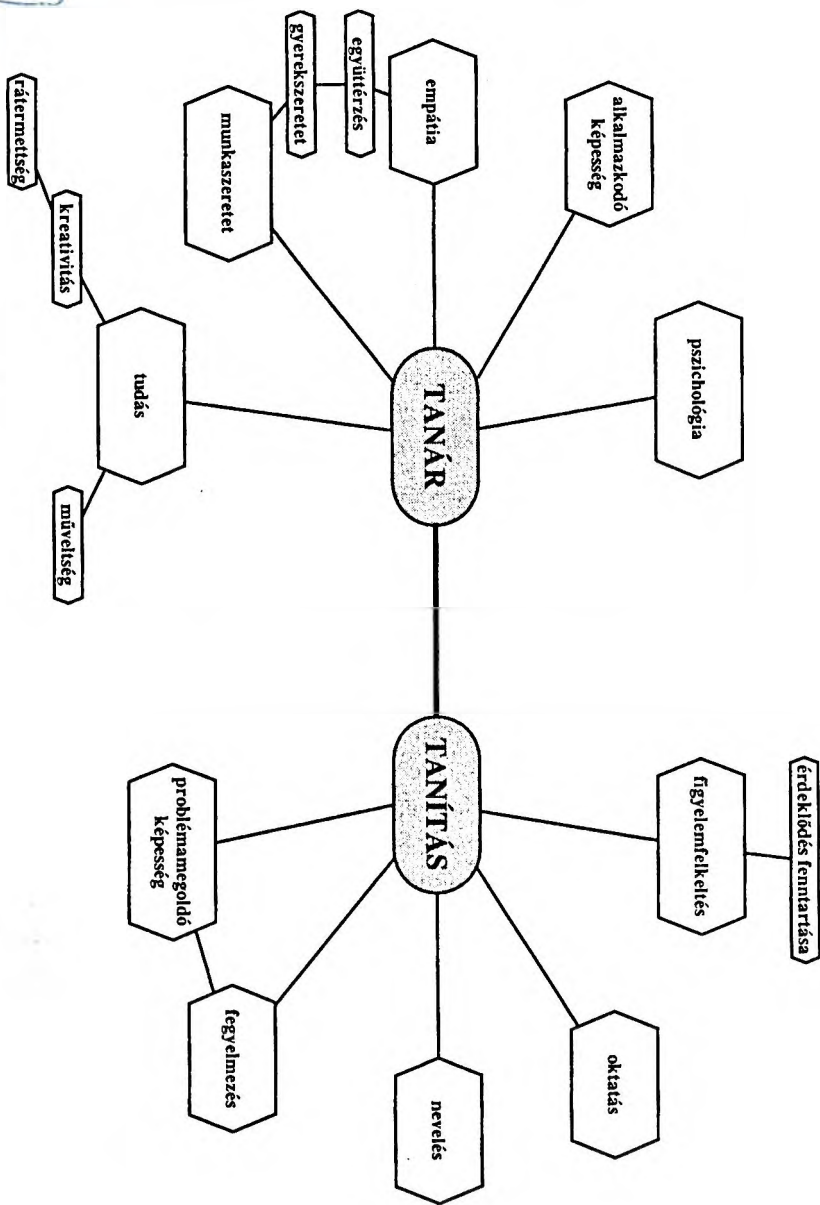 érdeklődés fenntartása
figyelemfelkeltés
pszichológia
alkalmazkodó
képesség
oktatás
empátia
együttérzés
gyerekszeretet
TANÁR
TANÍTÁS
nevelés
munkaszeretet
fegyelmezés
problémamegoldó
képesség
tudás
kreativitás
rátermettség
műveltség